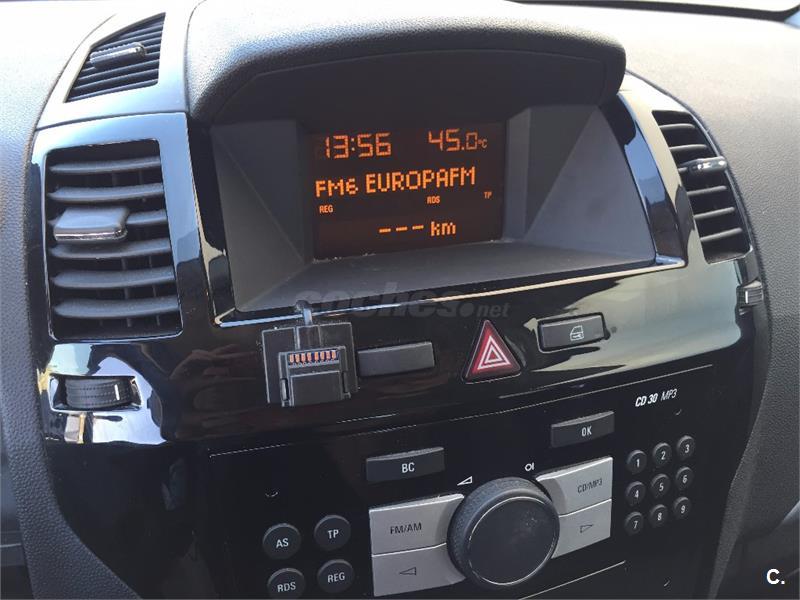 13:56 45.0°C
FM6 EUROPAFM
REG RDS TP
--- km
coches.net
CD 30 MP3
OK
BC
CD/MP3
FM/AM
AS TP
RDS REG
1 2 3
4 5 6
7 8 9
C.